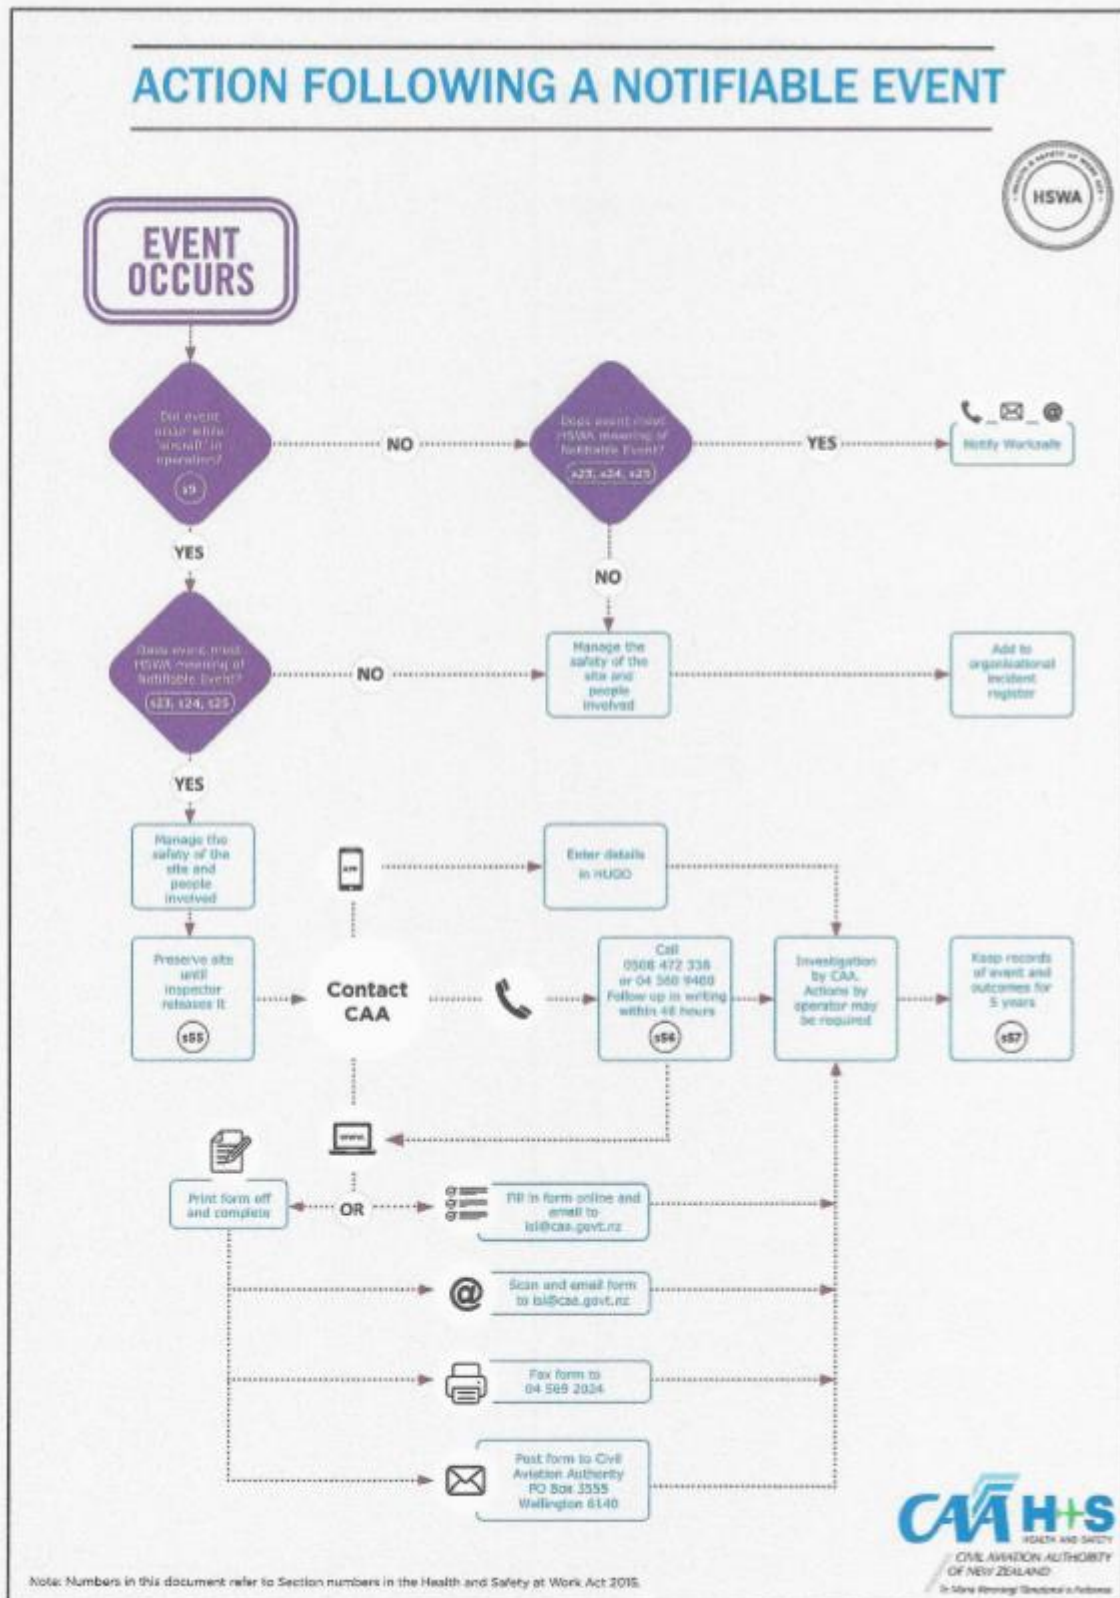 ACTION FOLLOWING A NOTIFIABLE EVENT
HEALTH & SAFETY AT WORK ACT
HSWA
EVENT
OCCURS
Did event
occur while
'aircraft' in
operation?
s9
NO
Does event meet
HSWA meaning of
Notifiable Event?
s23, s24, s25
YES
Notify Worksafe
YES
NO
Does event meet
HSWA meaning of
Notifiable Event?
s23, s24, s25
NO
Manage the
safety of the
site and
people
involved
Add to
organisational
incident
register
YES
Manage the
safety of the
site and
people
involved
APP
Enter details
in HUGO
Preserve site
until
inspector
releases it
s55
Contact
CAA
Call
0508 472 338
or 04 560 9400
Follow up in writing
within 48 hours
s56
Investigation
by CAA.
Actions by
operator may
be required
Keep records
of event and
outcomes for
5 years
s57
www.
Print form off
and complete
OR
Fill in form online and
email to
isi@caa.govt.nz
@
Scan and email form
to isi@caa.govt.nz
Fax form to
04 569 2024
Post form to Civil
Aviation Authority
PO Box 3555
Wellington 6140
CAA H+S
HEALTH AND SAFETY
CIVIL AVIATION AUTHORITY
OF NEW ZEALAND
Note: Numbers in this document refer to Section numbers in the Health and Safety at Work Act 2015.